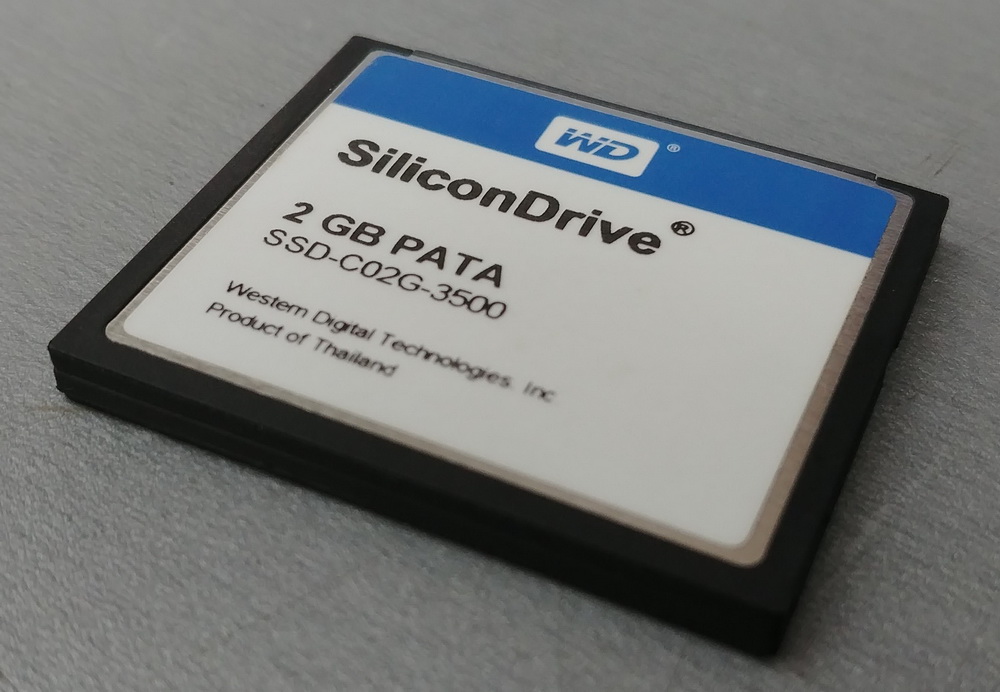 WD®
SiliconDrive®
2 GB PATA
SSD-C02G-3500
Western Digital Technologies. Inc
Product of Thailand